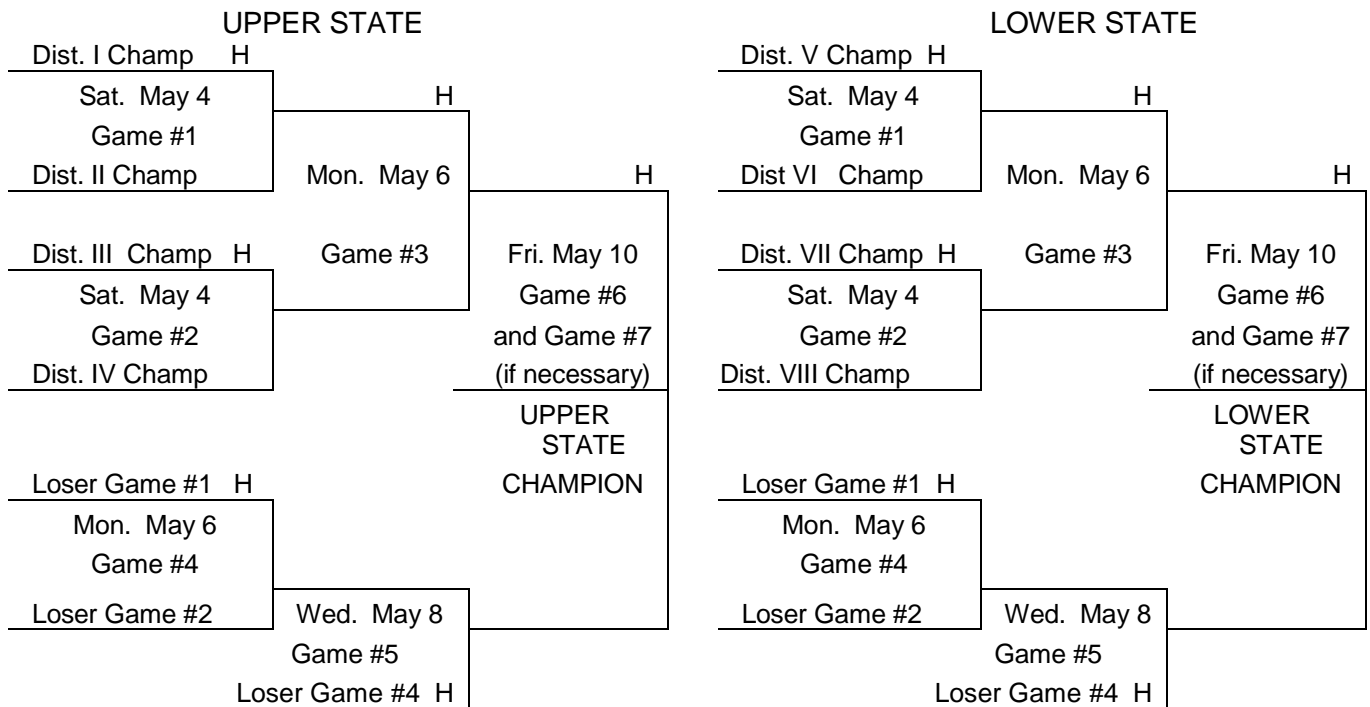 UPPER STATE
Dist. I Champ H
Sat. May 4
H
Game #1
Dist. II Champ
Mon. May 6
H
Dist. III Champ H
Game #3
Fri. May 10
Sat. May 4
Game #6
Game #2
and Game #7
Dist. IV Champ
(if necessary)
UPPER
STATE
Loser Game #1 H
CHAMPION
Mon. May 6
Game #4
Loser Game #2
Wed. May 8
Game #5
Loser Game #4 H
LOWER STATE
Dist. V Champ H
Sat. May 4
H
Game #1
Dist VI Champ
Mon. May 6
H
Dist. VII Champ H
Game #3
Fri. May 10
Sat. May 4
Game #6
Game #2
and Game #7
Dist. VIII Champ
(if necessary)
LOWER
STATE
Loser Game #1 H
CHAMPION
Mon. May 6
Game #4
Loser Game #2
Wed. May 8
Game #5
Loser Game #4 H